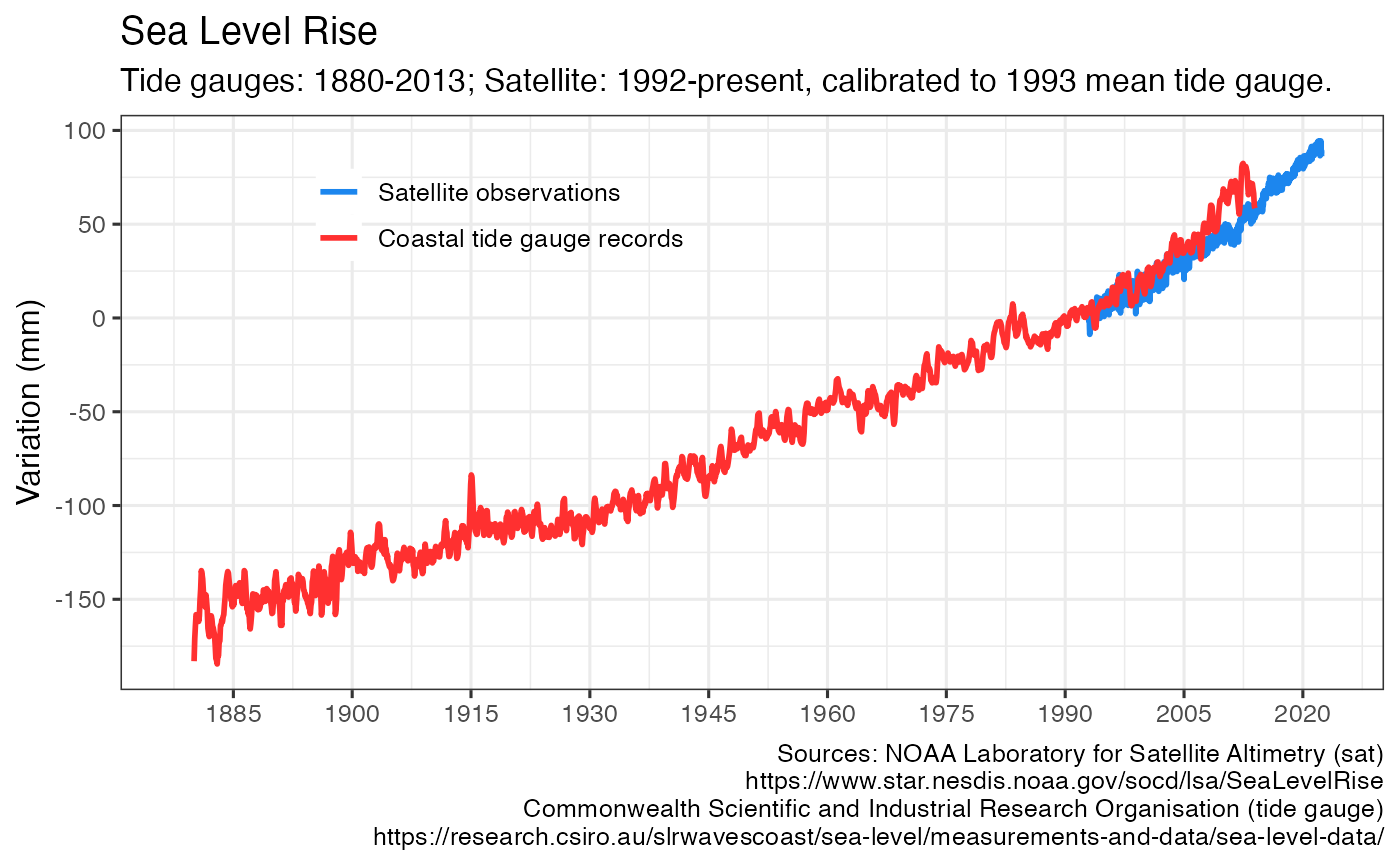 Sea Level Rise
Tide gauges: 1880-2013; Satellite: 1992-present, calibrated to 1993 mean tide gauge.
Variation (mm)
100
50
0
-50
-100
-150
Satellite observations
Coastal tide gauge records
1885 1900 1915 1930 1945 1960 1975 1990 2005 2020
Sources: NOAA Laboratory for Satellite Altimetry (sat)
https://www.star.nesdis.noaa.gov/socd/lsa/SeaLevelRise
Commonwealth Scientific and Industrial Research Organisation (tide gauge)
https://research.csiro.au/slrwavescoast/sea-level/measurements-and-data/sea-level-data/